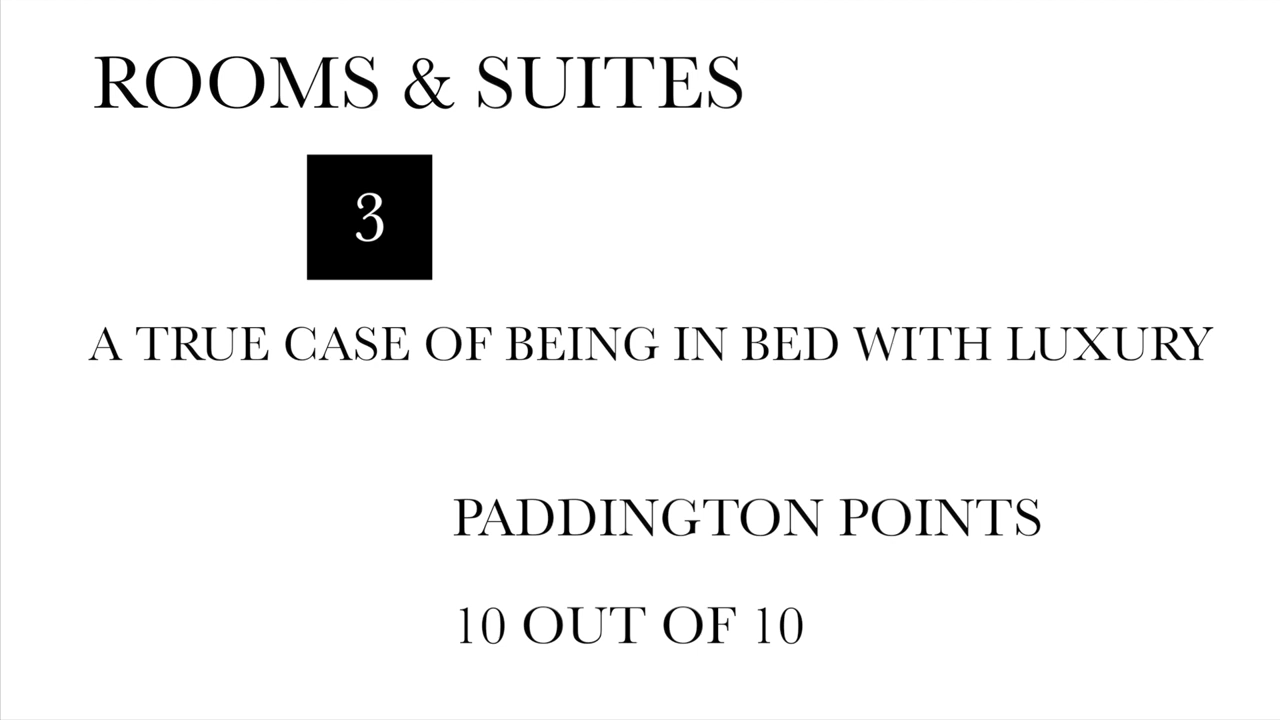 ROOMS & SUITES
3
A TRUE CASE OF BEING IN BED WITH LUXURY
PADDINGTON POINTS
10 OUT OF 10